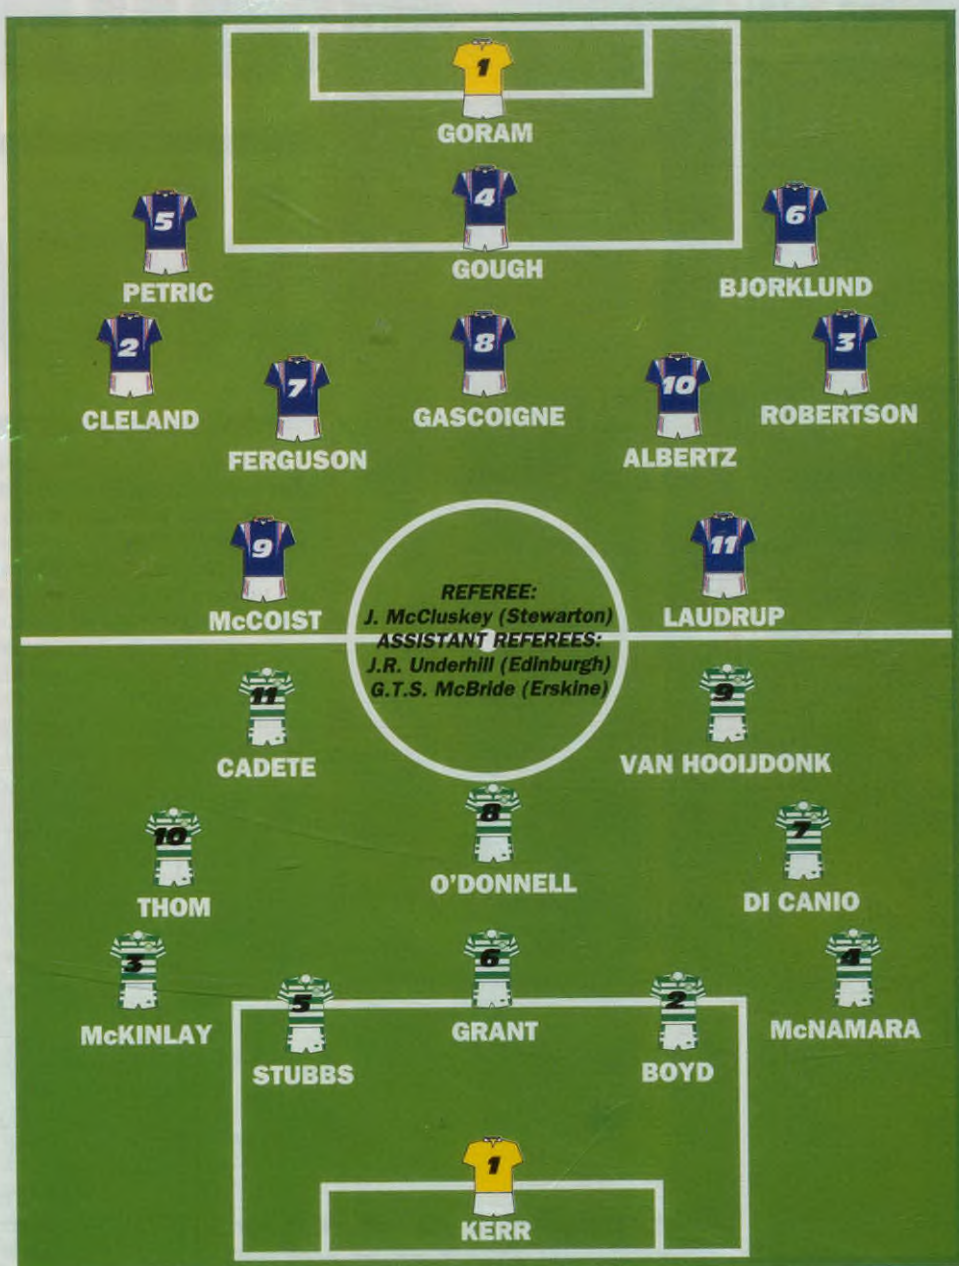 1
GORAM
4
GOUGH
5
PETRIC
6
BJORKLUND
2
CLELAND
7
FERGUSON
8
GASCOIGNE
10
ALBERTZ
3
ROBERTSON
9
McCOIST
11
LAUDRUP
REFEREE:
J. McCluskey (Stewarton)
ASSISTANT REFEREES:
J.R. Underhill (Edinburgh)
G.T.S. McBride (Erskine)
11
CADETE
9
VAN HOOIJDONK
10
THOM
8
O'DONNELL
7
DI CANIO
3
McKINLAY
5
STUBBS
6
GRANT
2
BOYD
4
McNAMARA
1
KERR